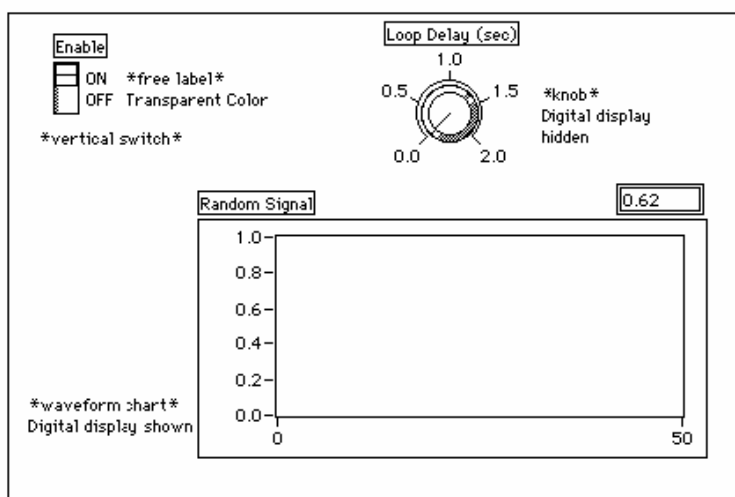 Enable
ON *free label*
OFF Transparent Color
*vertical switch*
Loop Delay (sec)
1.0
0.5
1.5
0.0
2.0
*knob*
Digital display
hidden
Random Signal
0.62
1.0
0.8
0.6
0.4
0.2
0.0
0
50
*waveform chart*
Digital display shown